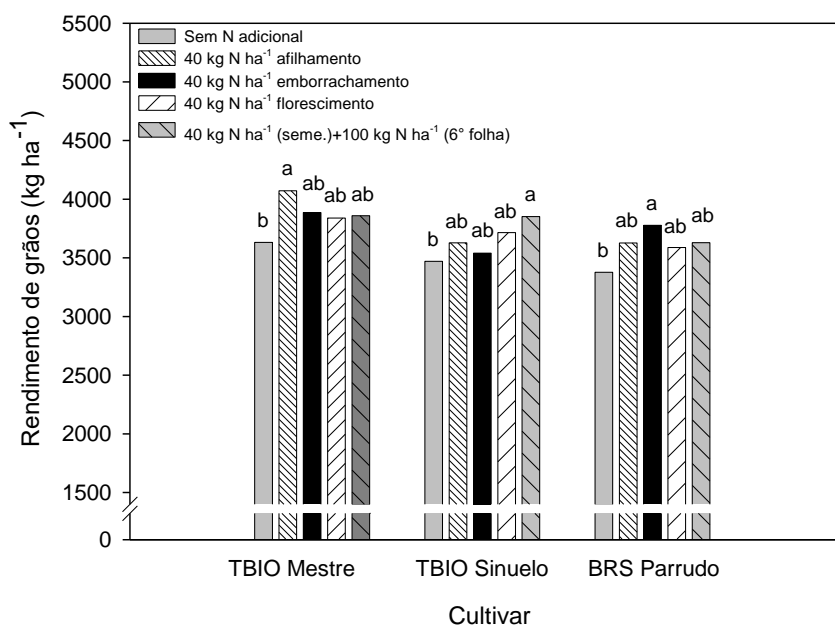 5500
5000
4500
4000
3500
3000
2500
2000
1500
0
Rendimento de grãos (kg ha⁻¹)
Sem N adicional
40 kg N ha⁻¹ afilhamento
40 kg N ha⁻¹ emborrachamento
40 kg N ha⁻¹ florescimento
40 kg N ha⁻¹ (seme.)+100 kg N ha⁻¹ (6° folha)
b a ab ab ab
b ab ab ab a
b ab a ab ab
TBIO Mestre TBIO Sinuelo BRS Parrudo
Cultivar